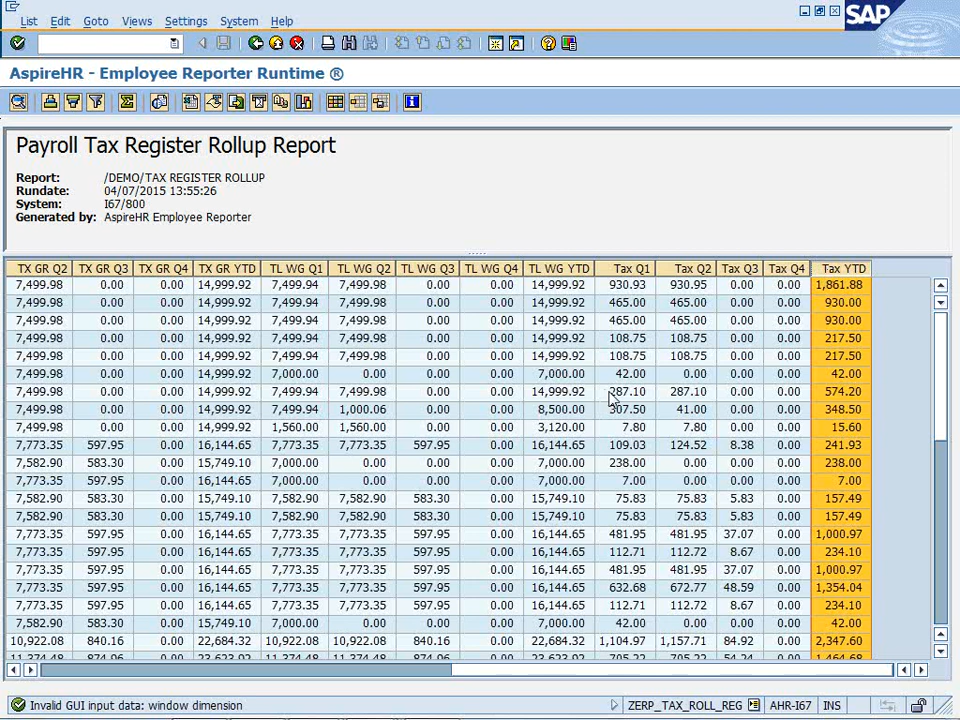 List Edit Goto Views Settings System Help
SAP
AspireHR - Employee Reporter Runtime ®
Payroll Tax Register Rollup Report
Report: /DEMO/TAX REGISTER ROLLUP
Rundate: 04/07/2015 13:55:26
System: I67/800
Generated by: AspireHR Employee Reporter
TX GR Q2 TX GR Q3 TX GR Q4 TX GR YTD TL WG Q1 TL WG Q2 TL WG Q3 TL WG Q4 TL WG YTD Tax Q1 Tax Q2 Tax Q3 Tax Q4 Tax YTD
7,499.98 0.00 0.00 14,999.92 7,499.94 7,499.98 0.00 0.00 14,999.92 930.93 930.95 0.00 0.00 1,861.88
7,499.98 0.00 0.00 14,999.92 7,499.94 7,499.98 0.00 0.00 14,999.92 465.00 465.00 0.00 0.00 930.00
7,499.98 0.00 0.00 14,999.92 7,499.94 7,499.98 0.00 0.00 14,999.92 465.00 465.00 0.00 0.00 930.00
7,499.98 0.00 0.00 14,999.92 7,499.94 7,499.98 0.00 0.00 14,999.92 108.75 108.75 0.00 0.00 217.50
7,499.98 0.00 0.00 14,999.92 7,499.94 7,499.98 0.00 0.00 14,999.92 108.75 108.75 0.00 0.00 217.50
7,499.98 0.00 0.00 14,999.92 7,000.00 0.00 0.00 0.00 7,000.00 42.00 0.00 0.00 0.00 42.00
7,499.98 0.00 0.00 14,999.92 7,499.94 7,499.98 0.00 0.00 14,999.92 287.10 287.10 0.00 0.00 574.20
7,499.98 0.00 0.00 14,999.92 7,499.94 1,000.06 0.00 0.00 8,500.00 307.50 41.00 0.00 0.00 348.50
7,499.98 0.00 0.00 14,999.92 1,560.00 1,560.00 0.00 0.00 3,120.00 7.80 7.80 0.00 0.00 15.60
7,773.35 597.95 0.00 16,144.65 7,773.35 7,773.35 597.95 0.00 16,144.65 109.03 124.52 8.38 0.00 241.93
7,582.90 583.30 0.00 15,749.10 7,000.00 0.00 0.00 0.00 7,000.00 238.00 0.00 0.00 0.00 238.00
7,773.35 597.95 0.00 16,144.65 7,000.00 0.00 0.00 0.00 7,000.00 7.00 0.00 0.00 0.00 7.00
7,582.90 583.30 0.00 15,749.10 7,582.90 7,582.90 583.30 0.00 15,749.10 75.83 75.83 5.83 0.00 157.49
7,582.90 583.30 0.00 15,749.10 7,582.90 7,582.90 583.30 0.00 15,749.10 75.83 75.83 5.83 0.00 157.49
7,773.35 597.95 0.00 16,144.65 7,773.35 7,773.35 597.95 0.00 16,144.65 481.95 481.95 37.07 0.00 1,000.97
7,773.35 597.95 0.00 16,144.65 7,773.35 7,773.35 597.95 0.00 16,144.65 112.71 112.72 8.67 0.00 234.10
7,773.35 597.95 0.00 16,144.65 7,773.35 7,773.35 597.95 0.00 16,144.65 481.95 481.95 37.07 0.00 1,000.97
7,773.35 597.95 0.00 16,144.65 7,773.35 7,773.35 597.95 0.00 16,144.65 632.68 672.77 48.59 0.00 1,354.04
7,773.35 597.95 0.00 16,144.65 7,773.35 7,773.35 597.95 0.00 16,144.65 112.71 112.72 8.67 0.00 234.10
7,582.90 583.30 0.00 15,749.10 7,000.00 0.00 0.00 0.00 7,000.00 42.00 0.00 0.00 0.00 42.00
10,922.08 840.16 0.00 22,684.32 10,922.08 10,922.08 840.16 0.00 22,684.32 1,104.97 1,157.71 84.92 0.00 2,347.60
Invalid GUI input data: window dimension
ZERP_TAX_ROLL_REG AHR-I67 INS